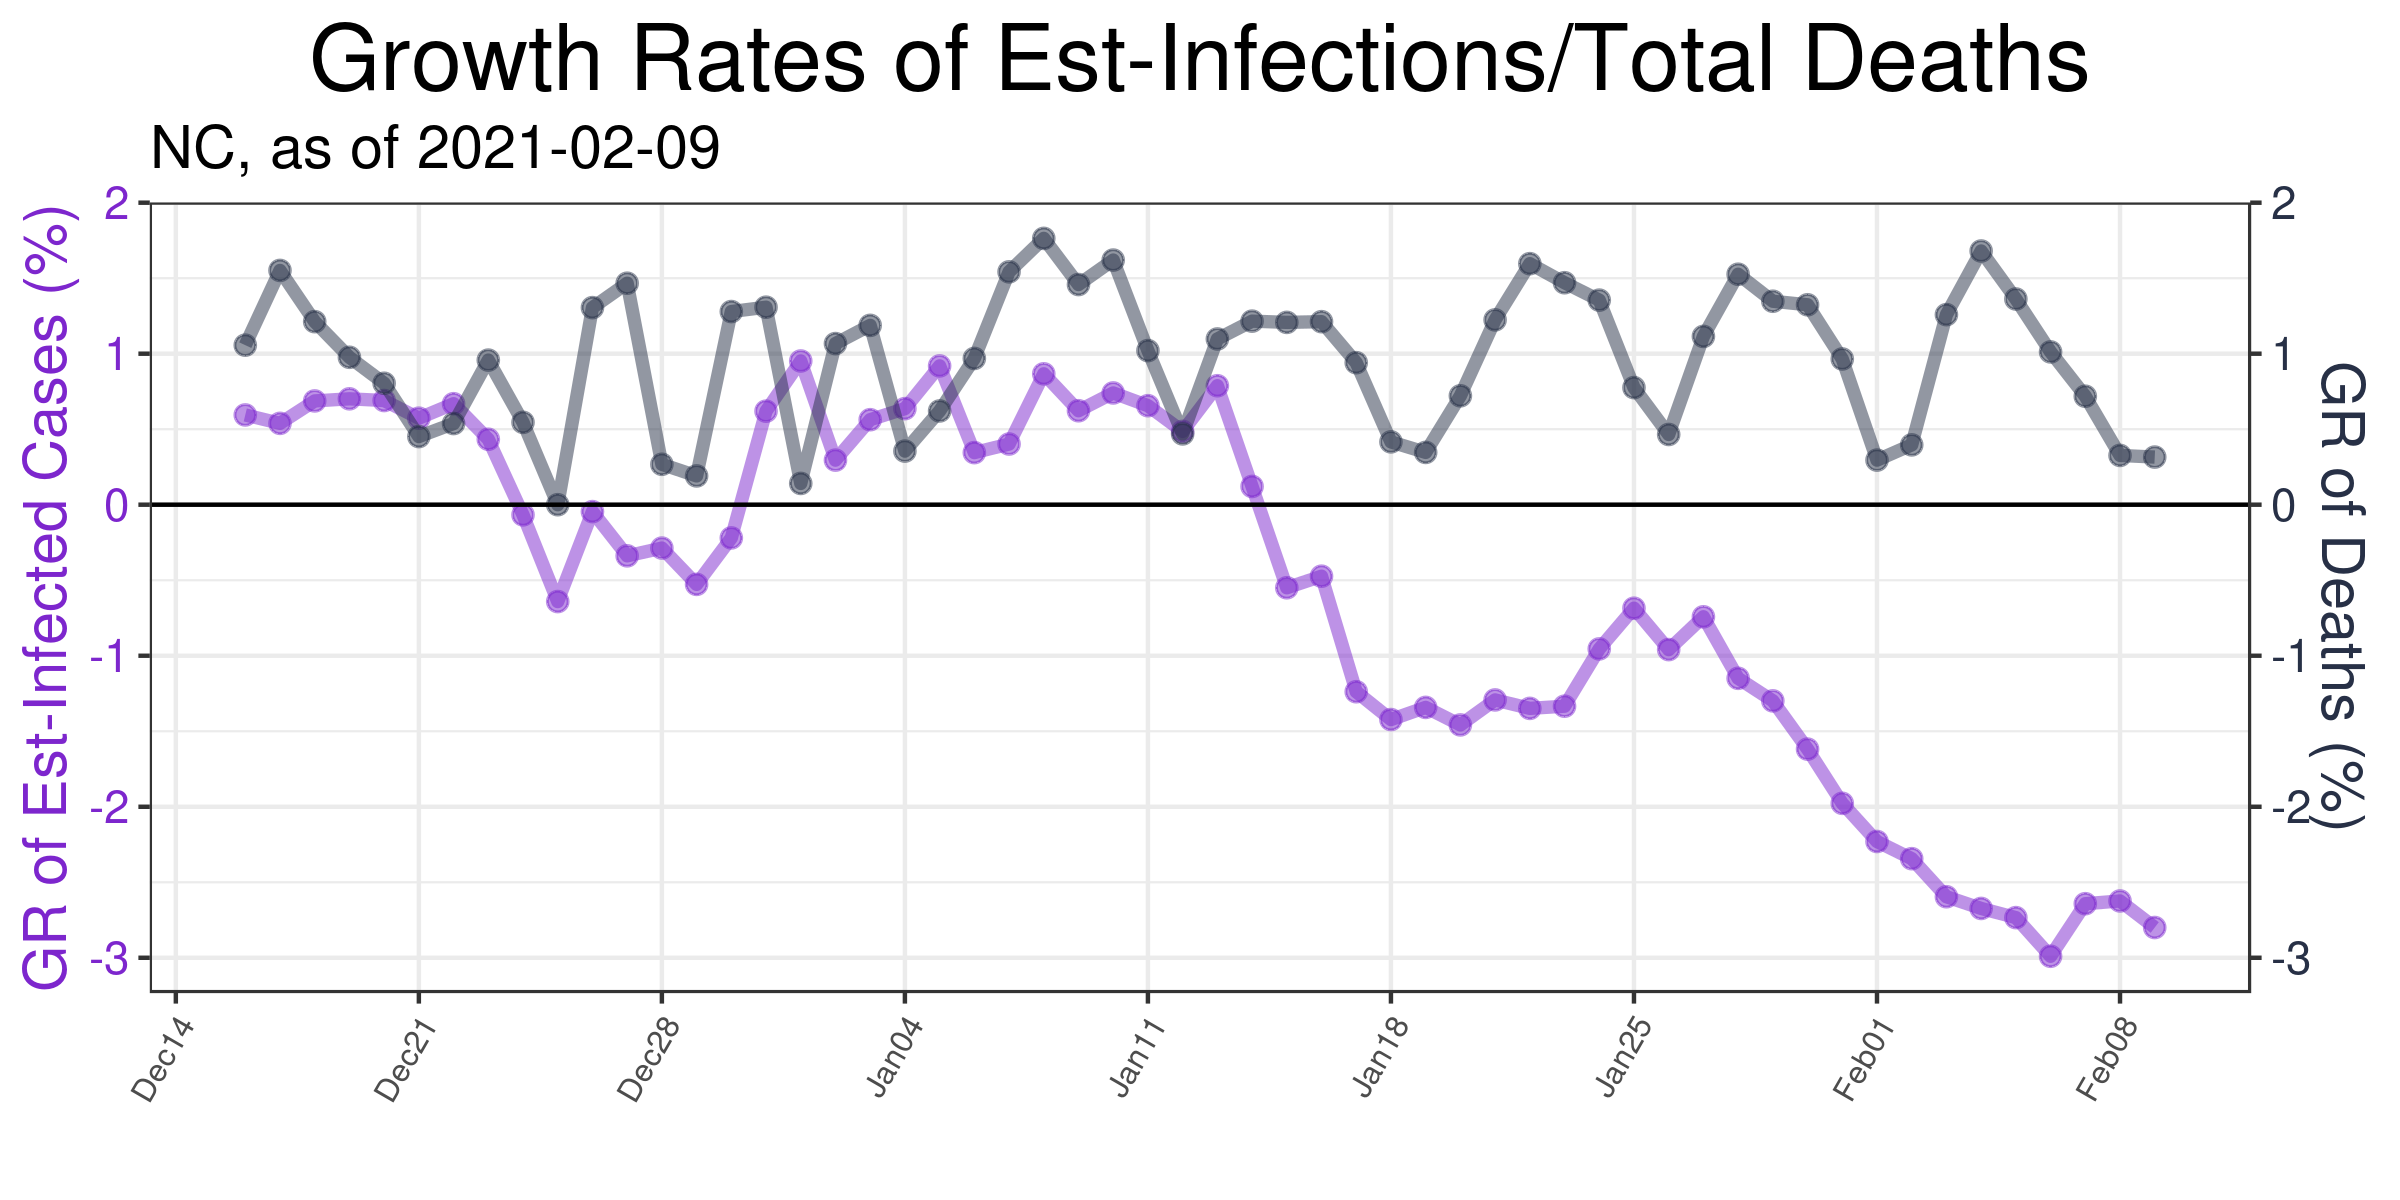 Growth Rates of Est-Infections/Total Deaths
NC, as of 2021-02-09
GR of Est-Infected Cases (%)
2
1
0
-1
-2
-3
2
1
0
-1
-2
-3
GR of Deaths (%)
Dec14
Dec21
Dec28
Jan04
Jan11
Jan18
Jan25
Feb01
Feb08